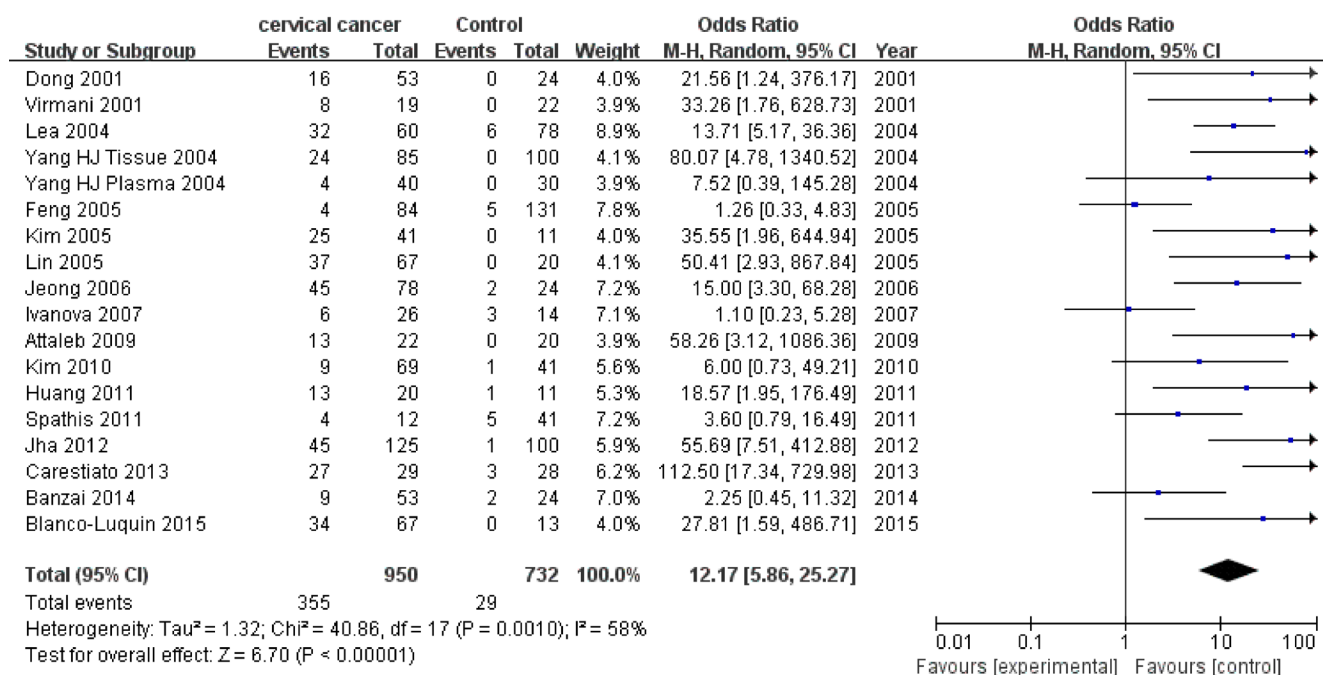 cervical cancer Control Odds Ratio Odds Ratio
Study or Subgroup Events Total Events Total Weight M-H, Random, 95% CI Year M-H, Random, 95% CI
Dong 2001 16 53 0 24 4.0% 21.56 [1.24, 376.17] 2001
Virmani 2001 8 19 0 22 3.9% 33.26 [1.76, 628.73] 2001
Lea 2004 32 60 6 78 8.9% 13.71 [5.17, 36.36] 2004
Yang HJ Tissue 2004 24 85 0 100 4.1% 80.07 [4.78, 1340.52] 2004
Yang HJ Plasma 2004 4 40 0 30 3.9% 7.52 [0.39, 145.28] 2004
Feng 2005 4 84 5 131 7.8% 1.26 [0.33, 4.83] 2005
Kim 2005 25 41 0 11 4.0% 35.55 [1.96, 644.94] 2005
Lin 2005 37 67 0 20 4.1% 50.41 [2.93, 867.84] 2005
Jeong 2006 45 78 2 24 7.2% 15.00 [3.30, 68.28] 2006
Ivanova 2007 6 26 3 14 7.1% 1.10 [0.23, 5.28] 2007
Attaleb 2009 13 22 0 20 3.9% 58.26 [3.12, 1086.36] 2009
Kim 2010 9 69 1 41 5.6% 6.00 [0.73, 49.21] 2010
Huang 2011 13 20 1 11 5.3% 18.57 [1.95, 176.49] 2011
Spathis 2011 4 12 5 41 7.2% 3.60 [0.79, 16.49] 2011
Jha 2012 45 125 1 100 5.9% 55.69 [7.51, 412.88] 2012
Carestiato 2013 27 29 3 28 6.2% 112.50 [17.34, 729.98] 2013
Banzai 2014 9 53 2 24 7.0% 2.25 [0.45, 11.32] 2014
Blanco-Luquin 2015 34 67 0 13 4.0% 27.81 [1.59, 486.71] 2015
Total (95% CI) 950 732 100.0% 12.17 [5.86, 25.27]
Total events 355 29
Heterogeneity: Tau² = 1.32; Chi² = 40.86, df = 17 (P = 0.0010); I² = 58%
Test for overall effect: Z = 6.70 (P < 0.00001)
0.01 0.1 1 10 100
Favours [experimental] Favours [control]